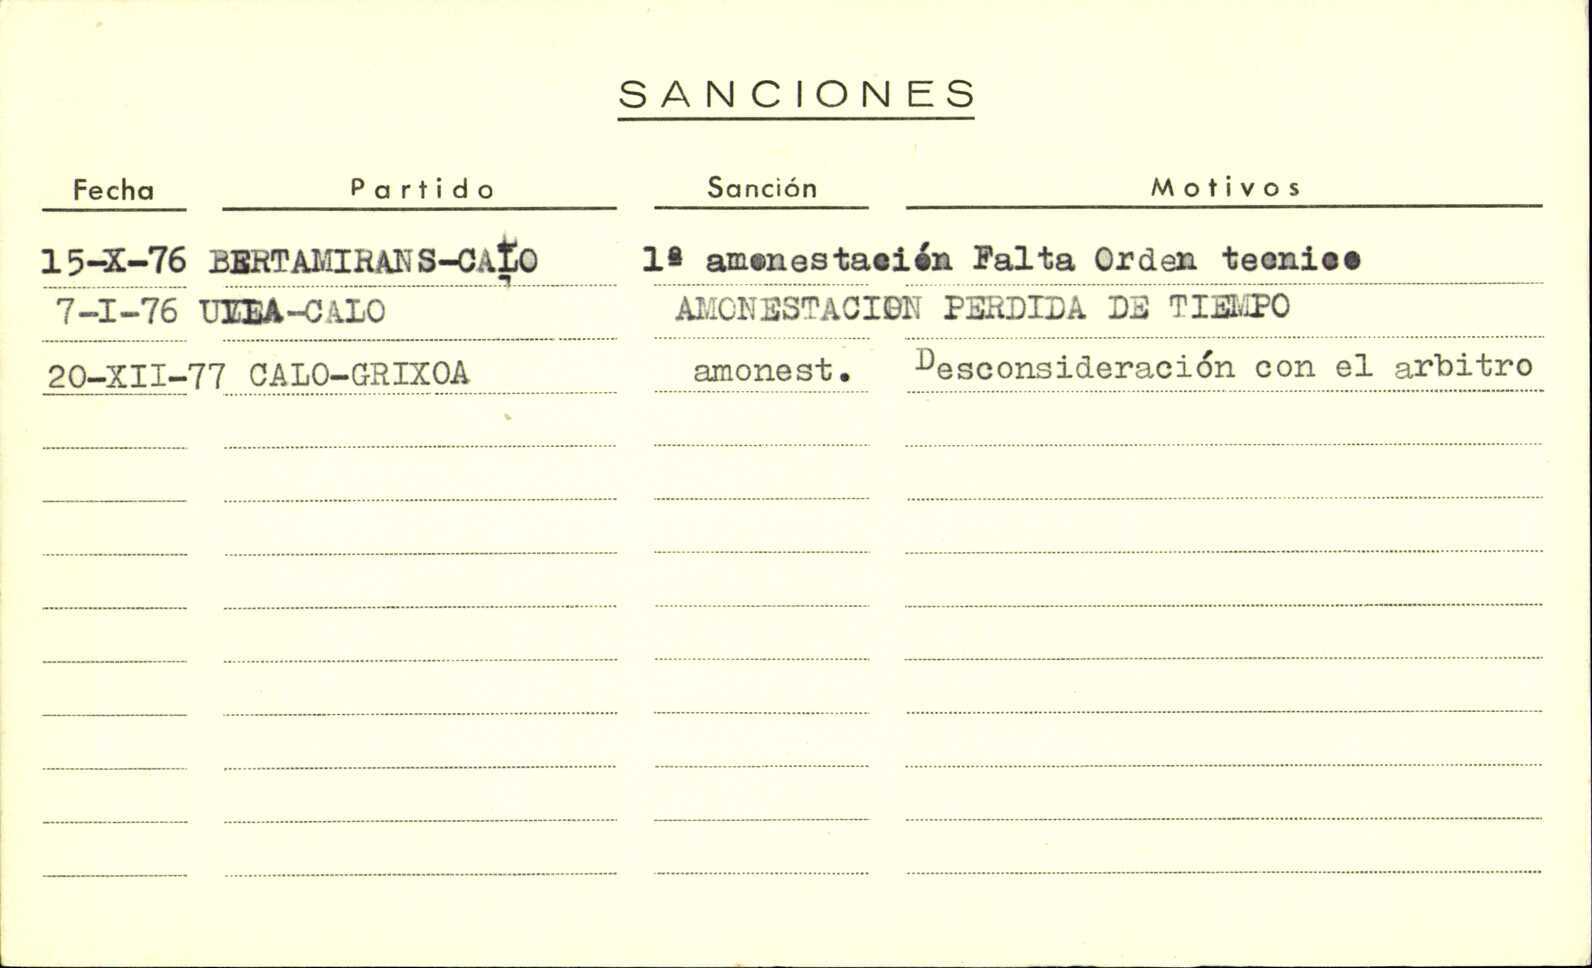 SANCIONES
Fecha Partido Sanción Motivos
15-X-76 BERTAMIRANS-CALO 1ª amonestación Falta Orden tecnico
7-I-76 -CALO AMONESTACION PERDIDA DE TIEMPO
20-XII-77 CALO-GRIXOA amonest. Desconsideración con el arbitro